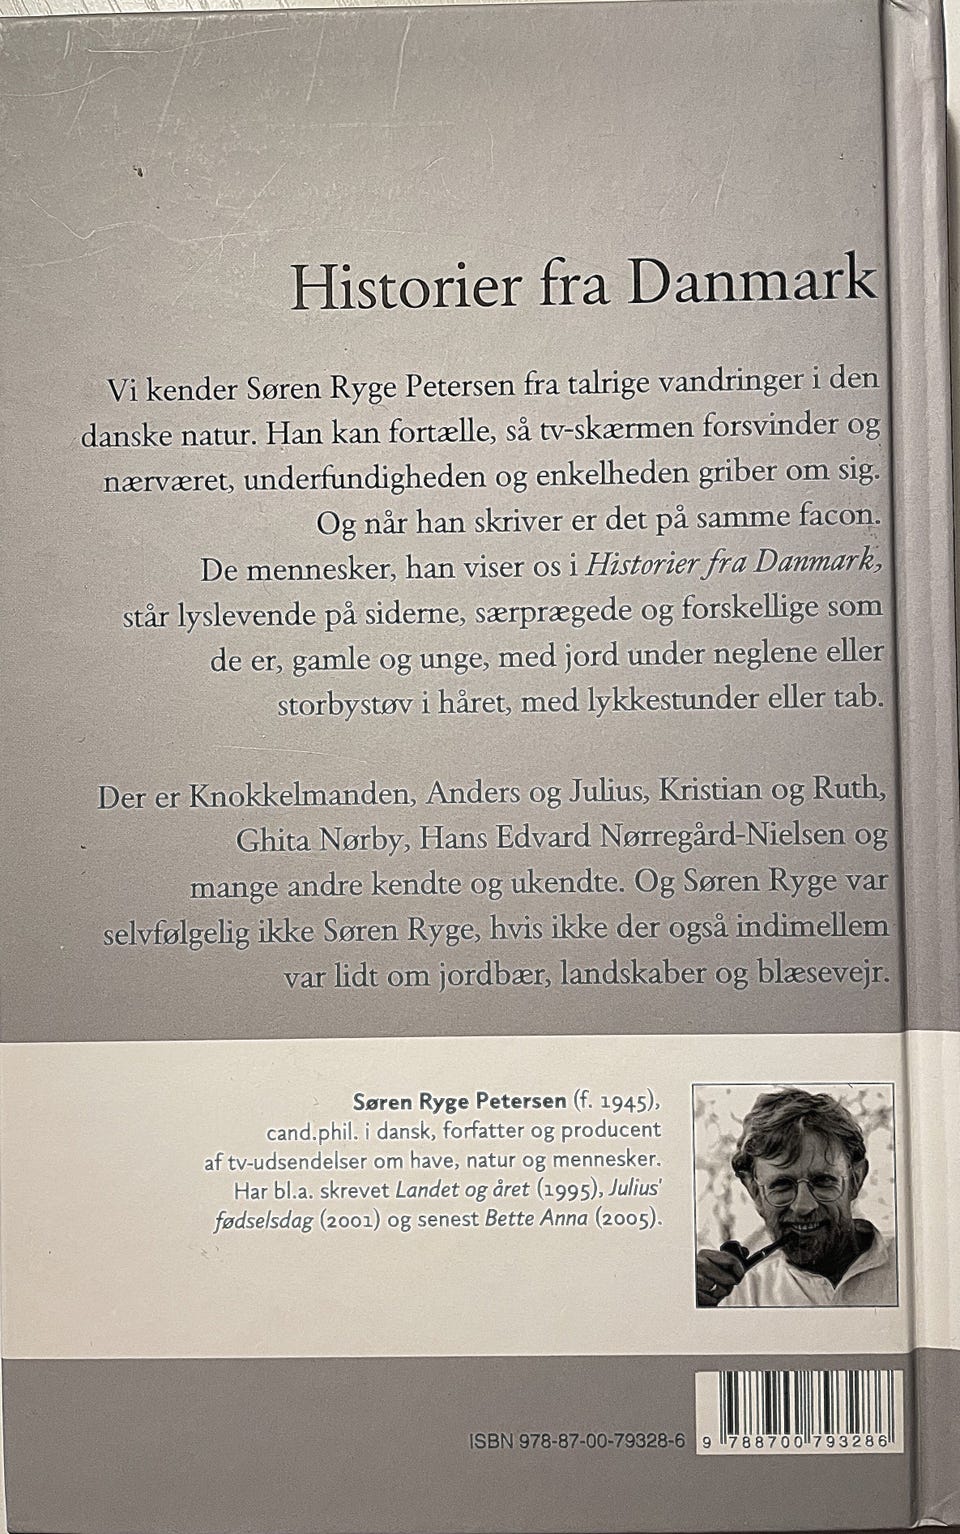 Historier fra Danmark
Vi kender Søren Ryge Petersen fra talrige vandringer i den
danske natur. Han kan fortælle, så tv-skærmen forsvinder og
nærværet, underfundigheden og enkelheden griber om sig.
Og når han skriver er det på samme facon.
De mennesker, han viser os i Historier fra Danmark,
står lyslevende på siderne, særprægede og forskellige som
de er, gamle og unge, med jord under neglene eller
storbystøv i håret, med lykkestunder eller tab.
Der er Knokkelmanden, Anders og Julius, Kristian og Ruth,
Ghita Nørby, Hans Edvard Nørregård-Nielsen og
mange andre kendte og ukendte. Og Søren Ryge var
selvfølgelig ikke Søren Ryge, hvis ikke der også indimellem
var lidt om jordbær, landskaber og blæsevejr.
Søren Ryge Petersen (f. 1945),
cand.phil. i dansk, forfatter og producent
af tv-udsendelser om have, natur og mennesker.
Har bl.a. skrevet Landet og året (1995), Julius'
fødselsdag (2001) og senest Bette Anna (2005).
ISBN 978-87-00-79328-6
9 788700 793286